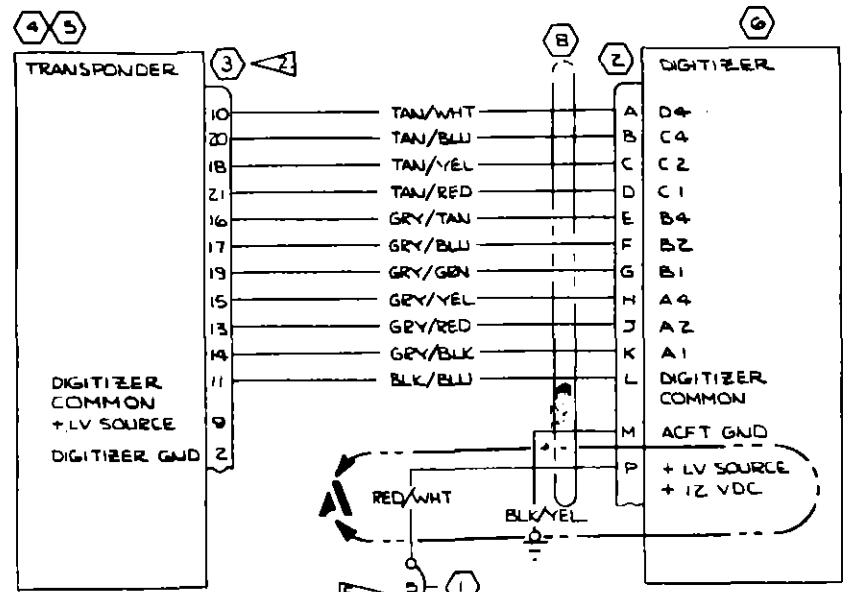 4 5
6
8
TRANSPONDER 3 2 2 DIGITIZER
10 TAN/WHT A D4
20 TAN/BLU B C4
18 TAN/YEL C C2
21 TAN/RED D C1
16 GRY/TAN E B4
17 GRY/BLU F B2
19 GRY/GRN G B1
15 GRY/YEL H A4
13 GRY/RED J A2
14 GRY/BLK K A1
DIGITIZER 11 BLK/BLU L DIGITIZER
COMMON COMMON
+ LV SOURCE 9
M ACFT GND
DIGITIZER GND 2
P + LV SOURCE
+ 12 VDC
A
RED/WHT
BLK/YEL
1